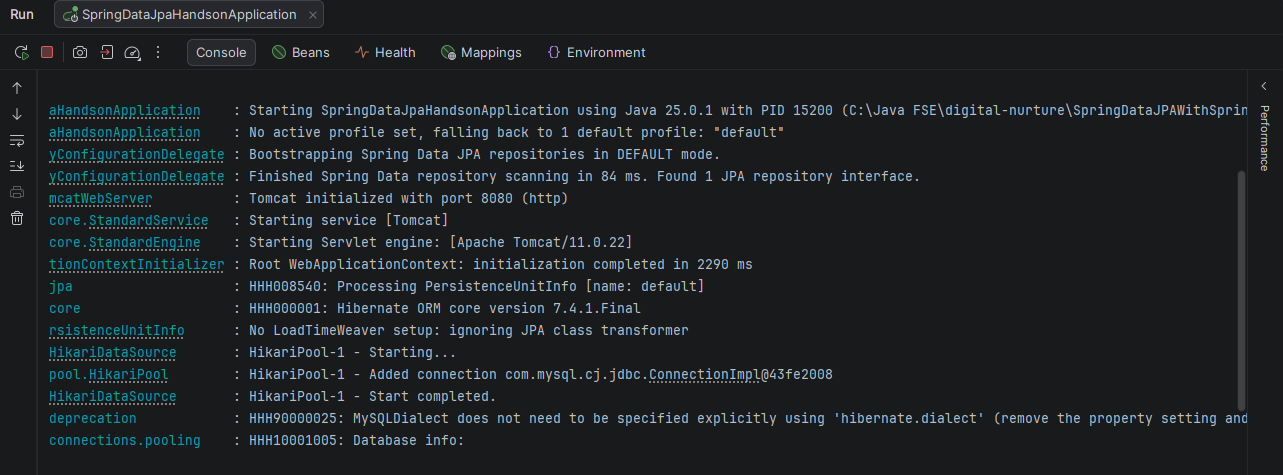 Run SpringDataJpaHandsonApplication
Console Beans Health Mappings Environment
aHandsonApplication : Starting SpringDataJpaHandsonApplication using Java 25.0.1 with PID 15200 (C:\Java FSE\digital-nurture\SpringDataJPAWithSprin
aHandsonApplication : No active profile set, falling back to 1 default profile: "default"
yConfigurationDelegate : Bootstrapping Spring Data JPA repositories in DEFAULT mode.
yConfigurationDelegate : Finished Spring Data repository scanning in 84 ms. Found 1 JPA repository interface.
mcatWebServer : Tomcat initialized with port 8080 (http)
core.StandardService : Starting service [Tomcat]
core.StandardEngine : Starting Servlet engine: [Apache Tomcat/11.0.22]
tionContextInitializer : Root WebApplicationContext: initialization completed in 2290 ms
jpa : HHH008540: Processing PersistenceUnitInfo [name: default]
core : HHH000001: Hibernate ORM core version 7.4.1.Final
rsistenceUnitInfo : No LoadTimeWeaver setup: ignoring JPA class transformer
HikariDataSource : HikariPool-1 - Starting...
pool.HikariPool : HikariPool-1 - Added connection com.mysql.cj.jdbc.ConnectionImpl@43fe2008
HikariDataSource : HikariPool-1 - Start completed.
deprecation : HHH90000025: MySQLDialect does not need to be specified explicitly using 'hibernate.dialect' (remove the property setting and
connections.pooling : HHH10001005: Database info:
Performance